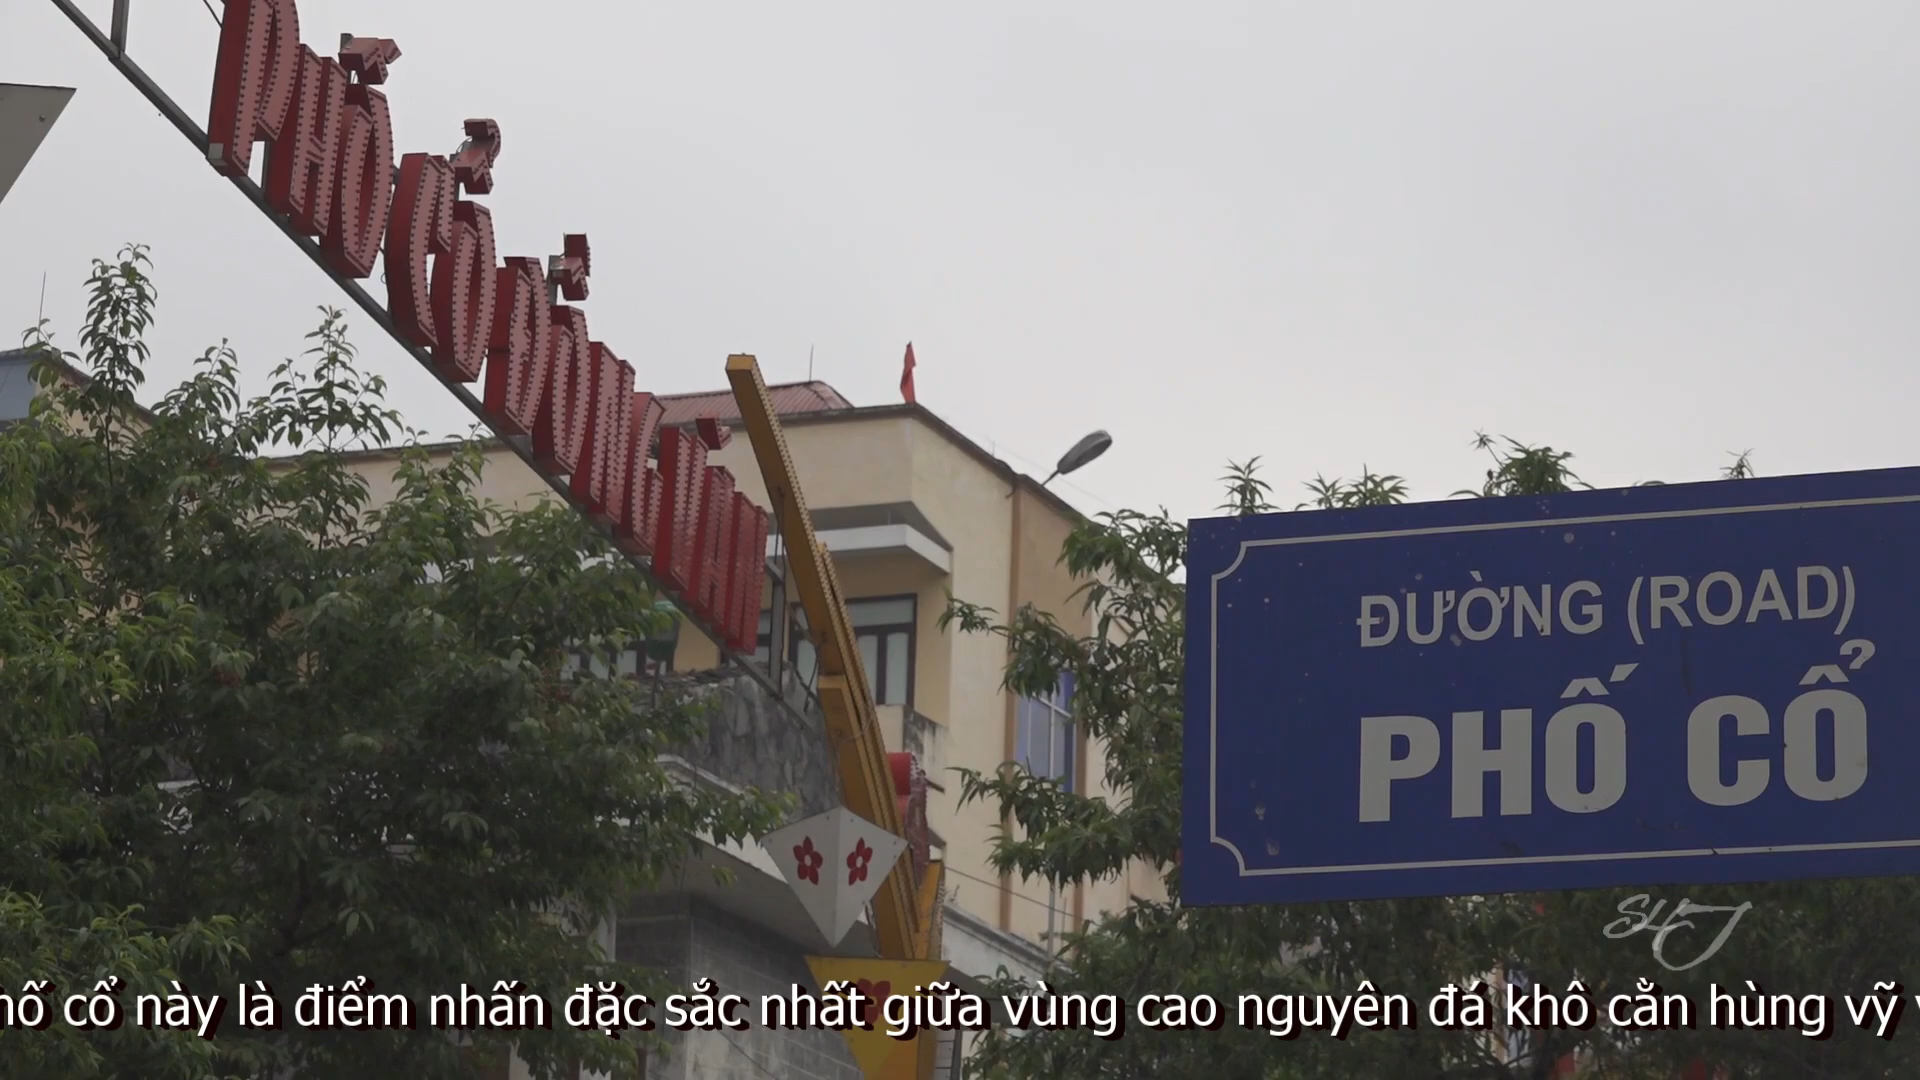 PHỐ CỔ ĐỒNG VĂN
ĐƯỜNG (ROAD)
PHỐ CỔ
SHJ
hố cổ này là điểm nhấn đặc sắc nhất giữa vùng cao nguyên đá khô cằn hùng vỹ